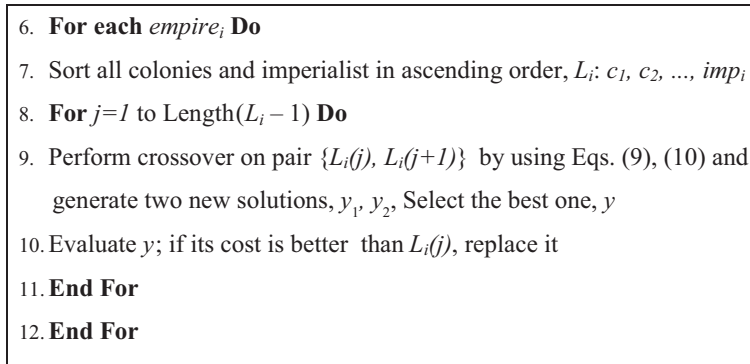 6. For each empireᵢ Do
7. Sort all colonies and imperialist in ascending order, Lᵢ: c₁, c₂, ..., impᵢ
8. For j=1 to Length(Lᵢ – 1) Do
9. Perform crossover on pair {Lᵢ(j), Lᵢ(j+1)} by using Eqs. (9), (10) and
generate two new solutions, y₁, y₂, Select the best one, y
10. Evaluate y; if its cost is better than Lᵢ(j), replace it
11. End For
12. End For